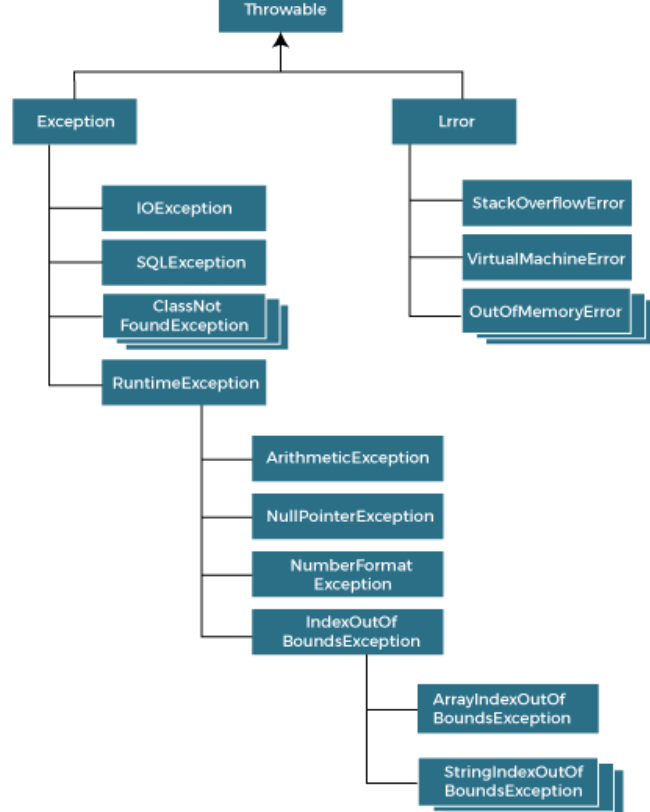 Throwable
Exception
Lrror
IOException
StackOverflowError
SQLException
VirtualMachineError
ClassNot
FoundException
OutOfMemoryError
RuntimeException
ArithmeticException
NullPointerException
NumberFormat
Exception
IndexOutOf
BoundsException
ArrayIndexOutOf
BoundsException
StringIndexOutOf
BoundsException